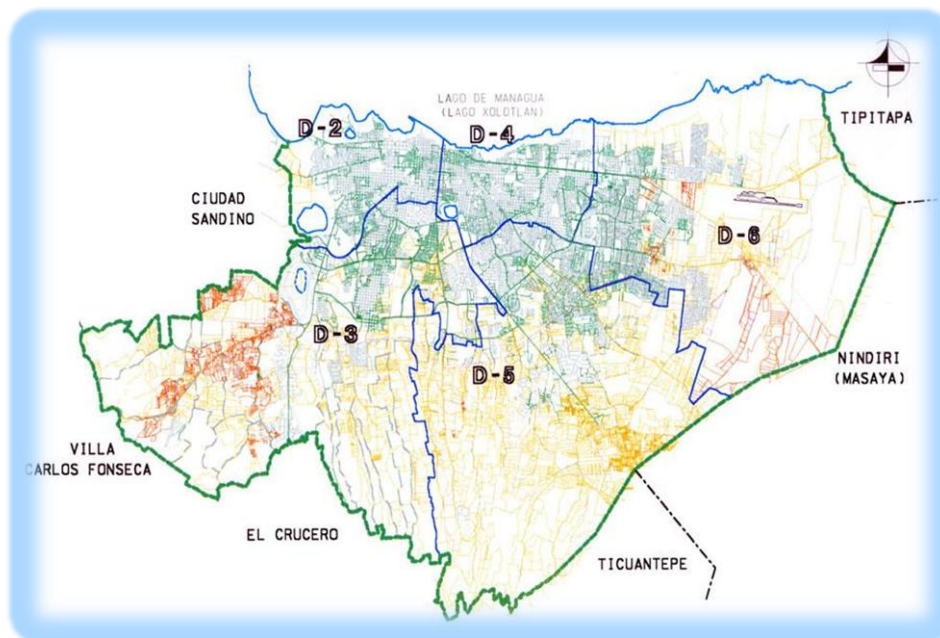 LAGO DE MANAGUA
(LAGO XOLOTLAN)
TIPITAPA
D-2
D-4
CIUDAD
SANDINO
D-6
D-3
NINDIRI
(MASAYA)
D-5
VILLA
CARLOS FONSECA
EL CRUCERO
TICUANTEPE